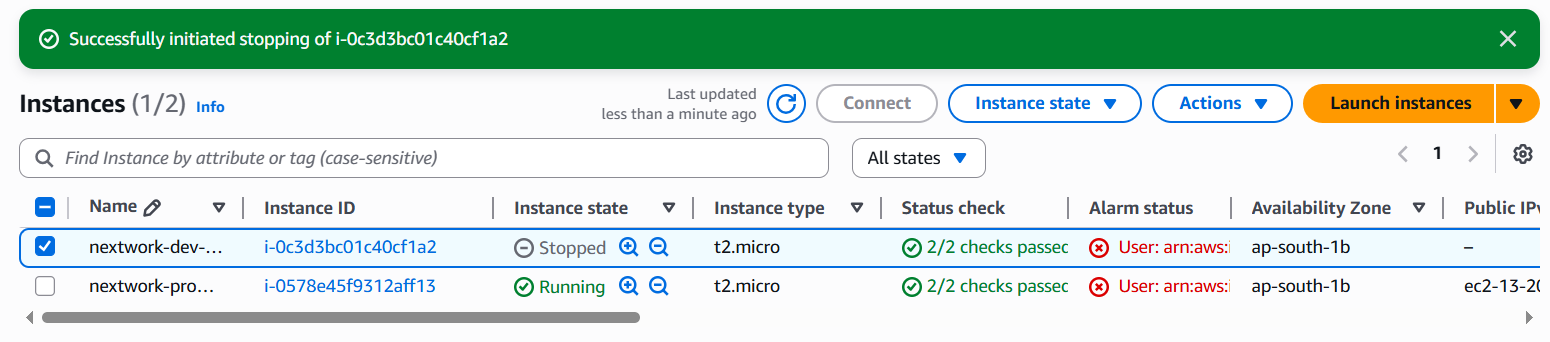 Successfully initiated stopping of i-0c3d3bc01c40cf1a2
Instances (1/2) Info
Last updated
less than a minute ago
Connect
Instance state
Actions
Launch instances
Find Instance by attribute or tag (case-sensitive)
All states
1
Name Instance ID Instance state Instance type Status check Alarm status Availability Zone Public IPv
nextwork-dev-... i-0c3d3bc01c40cf1a2 Stopped t2.micro 2/2 checks passed User: arn:aws:i ap-south-1b –
nextwork-pro... i-0578e45f9312aff13 Running t2.micro 2/2 checks passed User: arn:aws:i ap-south-1b ec2-13-20